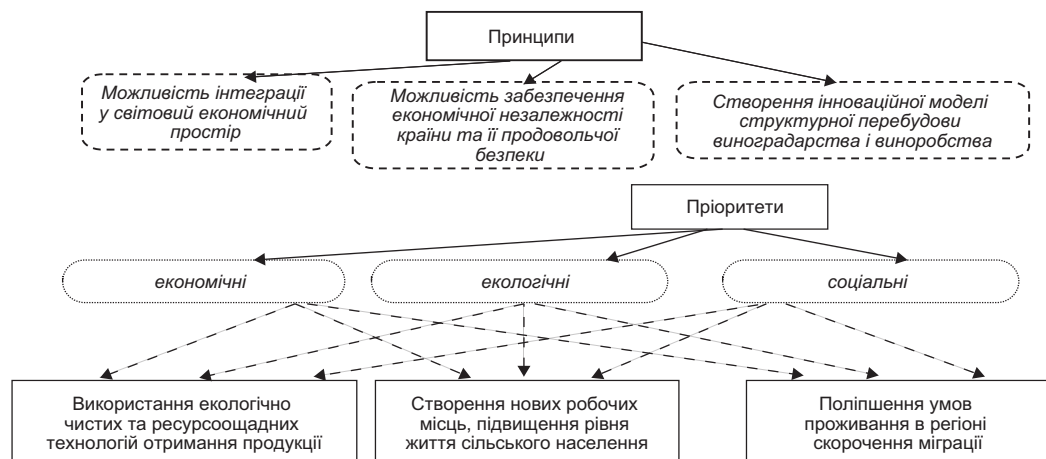 Принципи
Можливість інтеграції
у світовий економічний
простір
Можливість забезпечення
економічної незалежності
країни та її продовольчої
безпеки
Створення інноваційної моделі
структурної перебудови
виноградарства і виноробства
Пріоритети
економічні
екологічні
соціальні
Використання екологічно
чистих та ресурсоощадних
технологій отримання продукції
Створення нових робочих
місць, підвищення рівня
життя сільського населення
Поліпшення умов
проживання в регіоні
скорочення міграції